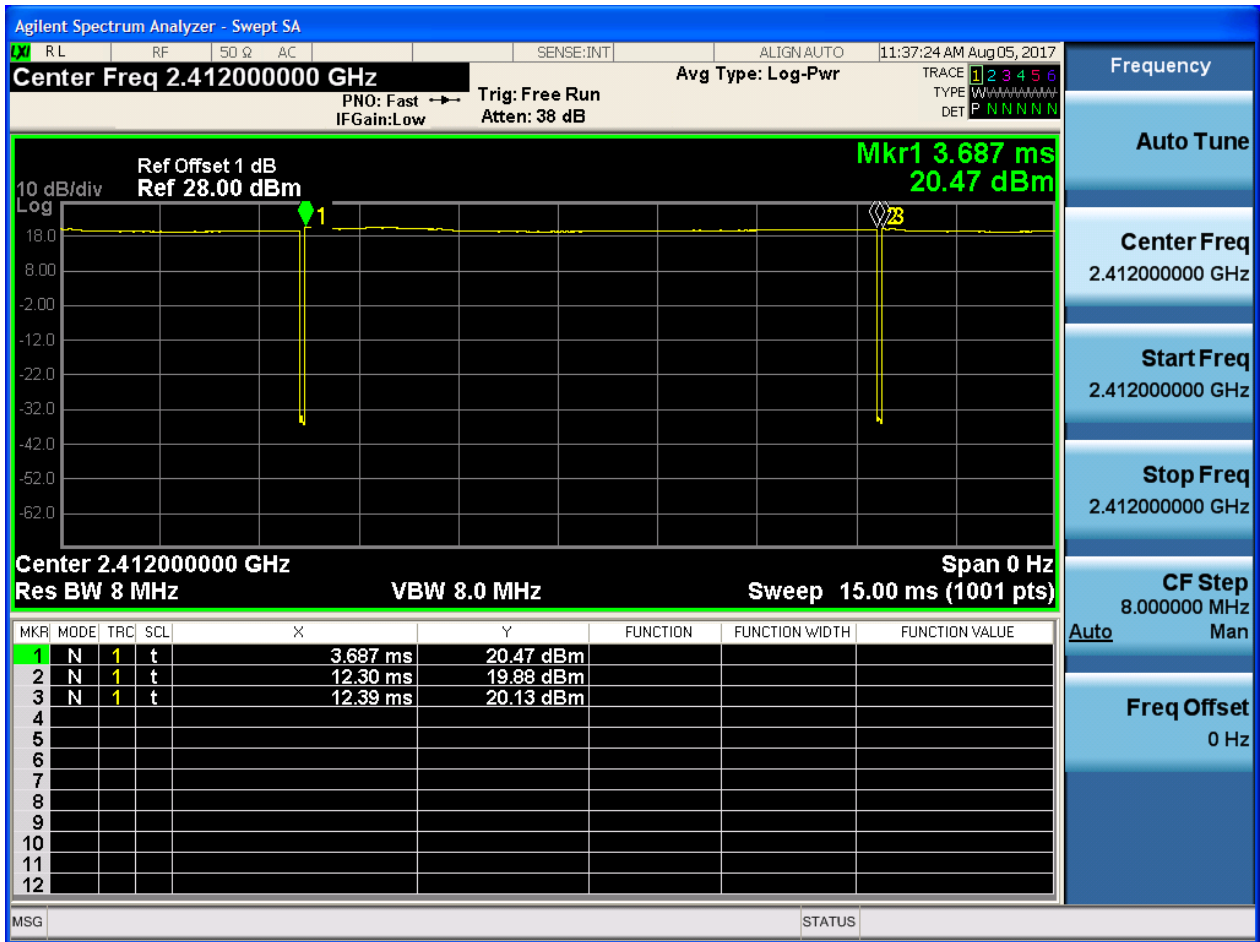 Agilent Spectrum Analyzer - Swept SA
LXI RL RF 50 Ω AC SENSE:INT ALIGN AUTO 11:37:24 AM Aug 05, 2017
Center Freq 2.412000000 GHz
PNO: Fast
IFGain:Low
Trig: Free Run
Atten: 38 dB
Avg Type: Log-Pwr
TRACE 1 2 3 4 5 6
TYPE WWWWWW
DET P N N N N N
Mkr1 3.687 ms
20.47 dBm
Ref Offset 1 dB
10 dB/div Ref 28.00 dBm
Log
1
23
18.0
8.00
-2.00
-12.0
-22.0
-32.0
-42.0
-52.0
-62.0
Center 2.412000000 GHz Span 0 Hz
Res BW 8 MHz VBW 8.0 MHz Sweep 15.00 ms (1001 pts)
MKR MODE TRC SCL X Y FUNCTION FUNCTION WIDTH FUNCTION VALUE
1 N 1 t 3.687 ms 20.47 dBm
2 N 1 t 12.30 ms 19.88 dBm
3 N 1 t 12.39 ms 20.13 dBm
4
5
6
7
8
9
10
11
12
MSG STATUS
Frequency
Auto Tune
Center Freq
2.412000000 GHz
Start Freq
2.412000000 GHz
Stop Freq
2.412000000 GHz
CF Step
8.000000 MHz
Auto Man
Freq Offset
0 Hz